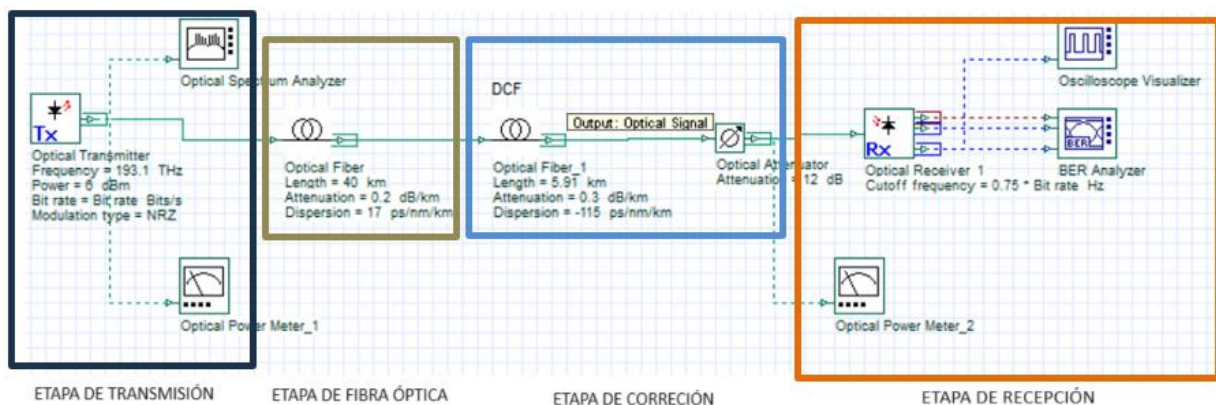 Optical Spectrum Analyzer
Tx
Optical Transmitter
Frequency = 193.1 THz
Power = 6 dBm
Bit rate = Bit rate Bits/s
Modulation type = NRZ
Optical Power Meter_1
Optical Fiber
Length = 40 km
Attenuation = 0.2 dB/km
Dispersion = 17 ps/nm/km
DCF
Optical Fiber_1
Length = 5.91 km
Attenuation = 0.3 dB/km
Dispersion = -115 ps/nm/km
Output: Optical Signal
Optical Attenuator
Attenuation = 12 dB
Rx
Optical Receiver 1
Cutoff frequency = 0.75 * Bit rate Hz
Oscilloscope Visualizer
BER
BER Analyzer
Optical Power Meter_2
ETAPA DE TRANSMISIÓN
ETAPA DE FIBRA ÓPTICA
ETAPA DE CORRECIÓN
ETAPA DE RECEPCIÓN